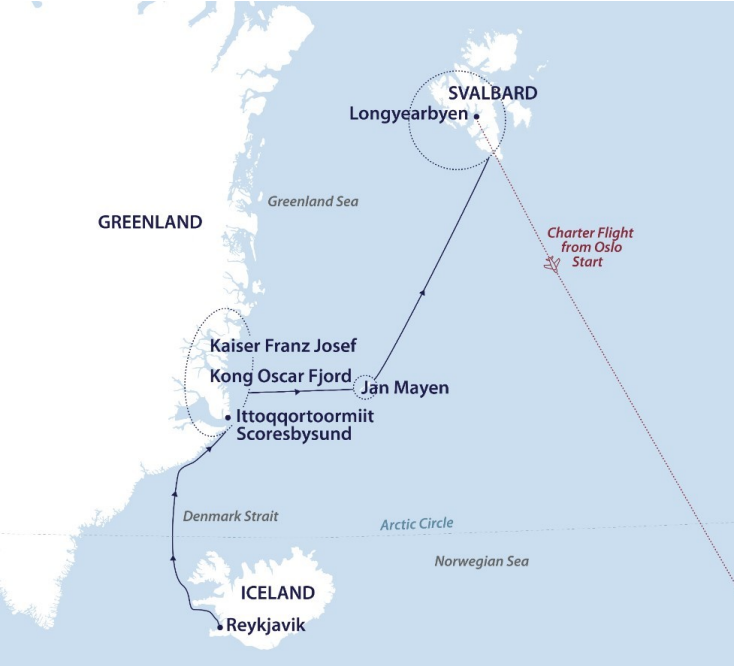 SVALBARD
Longyearbyen
Greenland Sea
GREENLAND
Charter Flight
from Oslo
Start
Kaiser Franz Josef
Kong Oscar Fjord
Jan Mayen
Ittoqqortoormiit
Scoresbysund
Denmark Strait
Arctic Circle
Norwegian Sea
ICELAND
Reykjavik